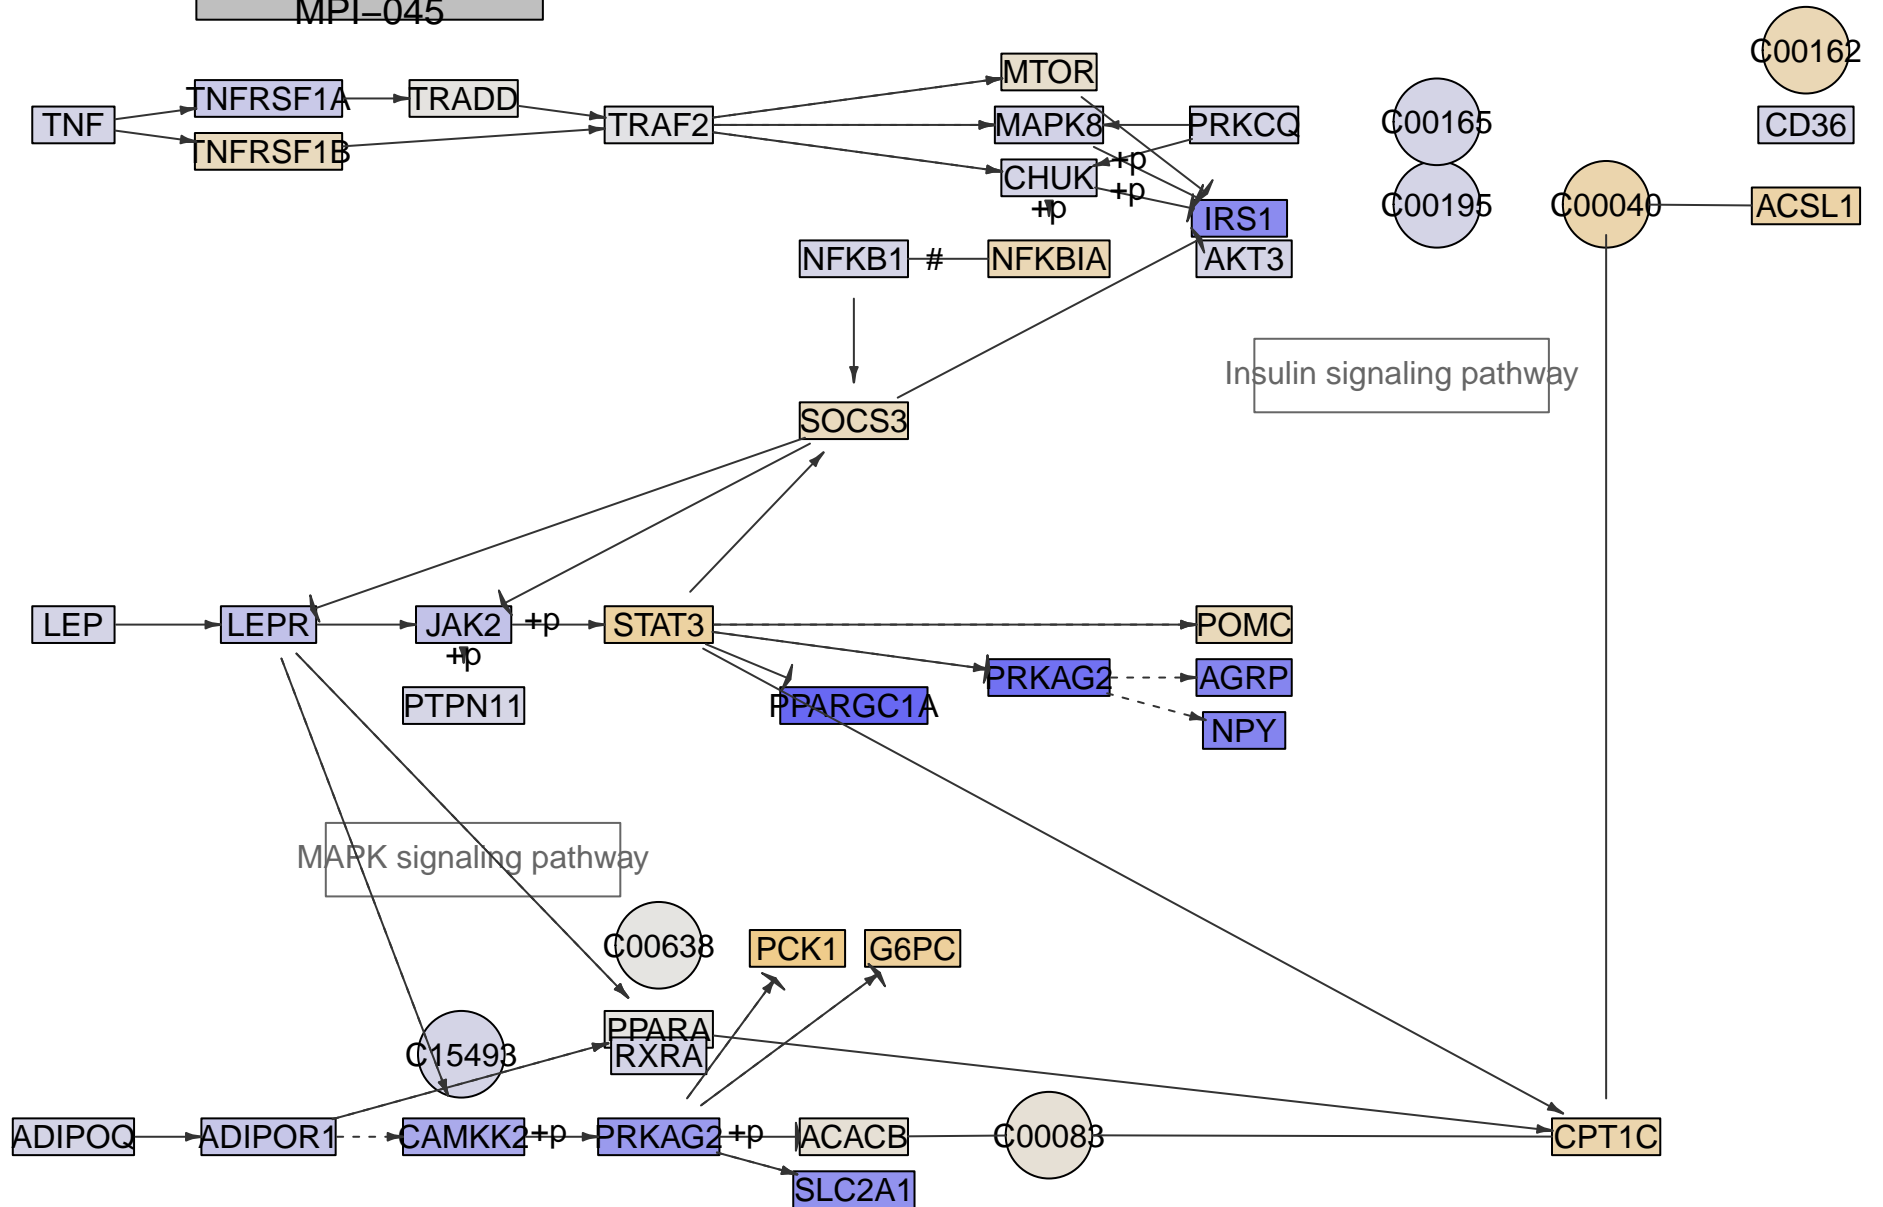 MPI−045
C00162
MTOR
TNFRSF1A
TRADD
TNF
TRAF2
MAPK8
PRKCQ
C00165
CD36
TNFRSF1B
+p
CHUK
+p
+p
IRS1
C00195
C00040
ACSL1
NFKB1
#
NFKBIA
AKT3
Insulin signaling pathway
SOCS3
LEP
LEPR
JAK2
+p
STAT3
POMC
+p
PRKAG2
AGRP
PTPN11
PPARGC1A
NPY
MAPK signaling pathway
C00638
PCK1
G6PC
PPARA
C15493
RXRA
ADIPOQ
ADIPOR1
CAMKK2
+p
PRKAG2
+p
ACACB
C00083
CPT1C
SLC2A1